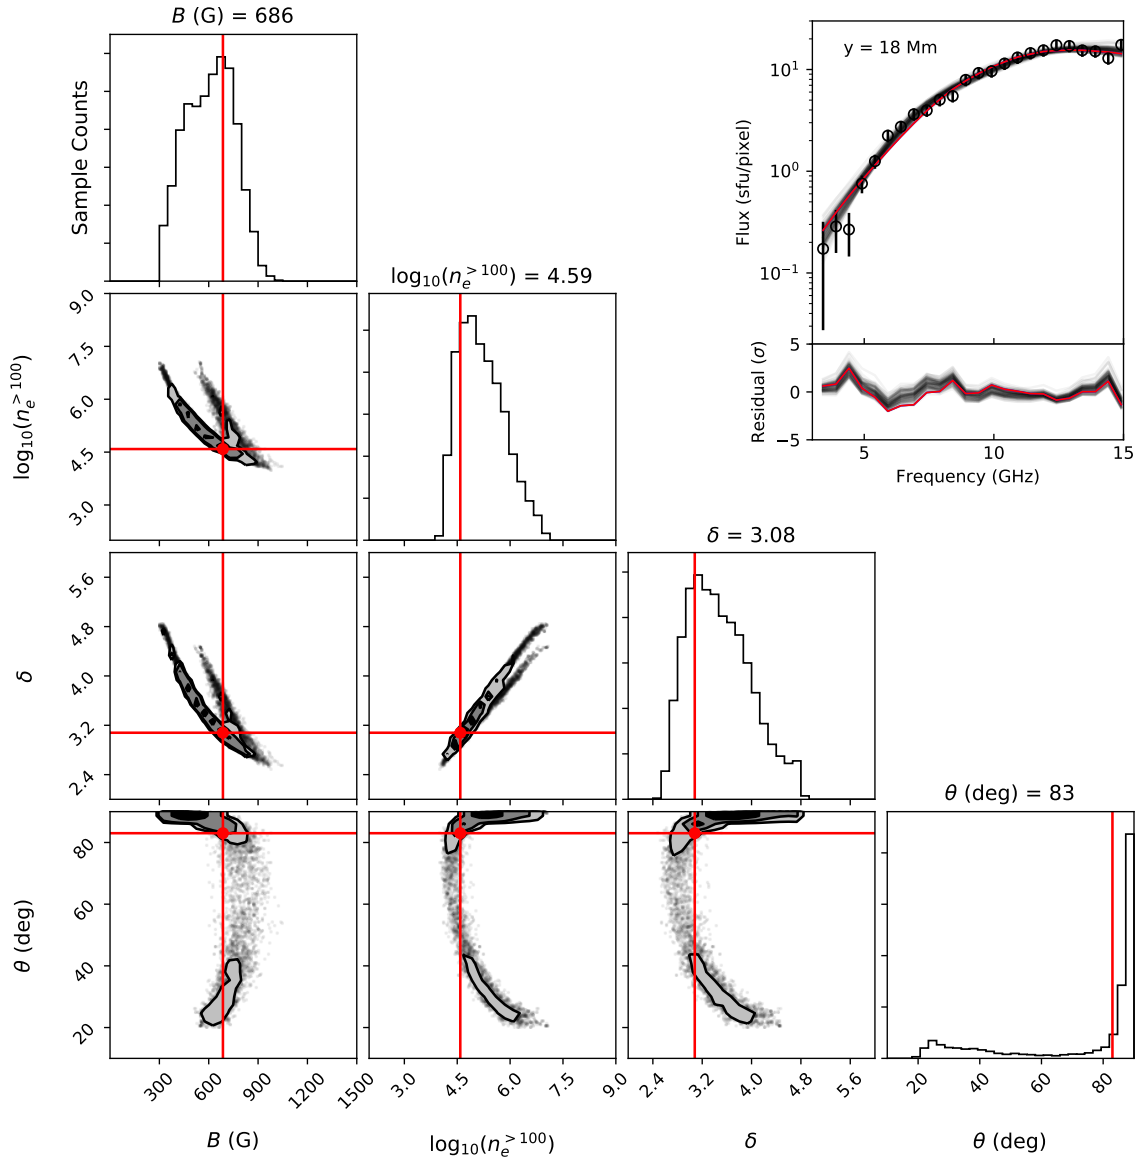 B (G) = 686
Sample Counts
y = 18 Mm
10¹
10⁰
10⁻¹
Flux (sfu/pixel)
5
0
−5
Residual (σ)
5 10 15
Frequency (GHz)
log₁₀(nₑ^>100) = 4.59
9.0
7.5
6.0
4.5
3.0
log₁₀(nₑ^>100)
δ = 3.08
5.6
4.8
4.0
3.2
2.4
δ
θ (deg) = 83
80
60
40
20
θ (deg)
300 600 900 1200 1500
3.0 4.5 6.0 7.5 9.0
2.4 3.2 4.0 4.8 5.6
20 40 60 80
B (G)
log₁₀(nₑ^>100)
δ
θ (deg)